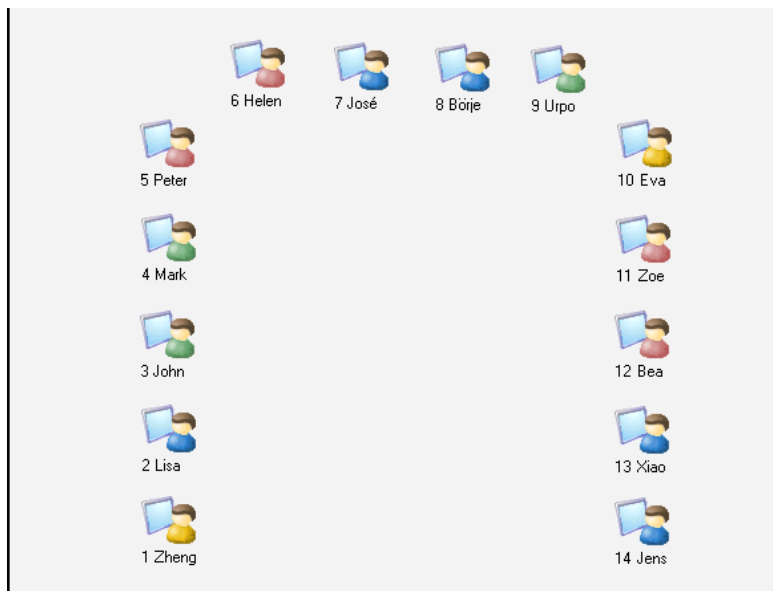 6 Helen
7 José
8 Börje
9 Urpo
5 Peter
10 Eva
4 Mark
11 Zoe
3 John
12 Bea
2 Lisa
13 Xiao
1 Zheng
14 Jens